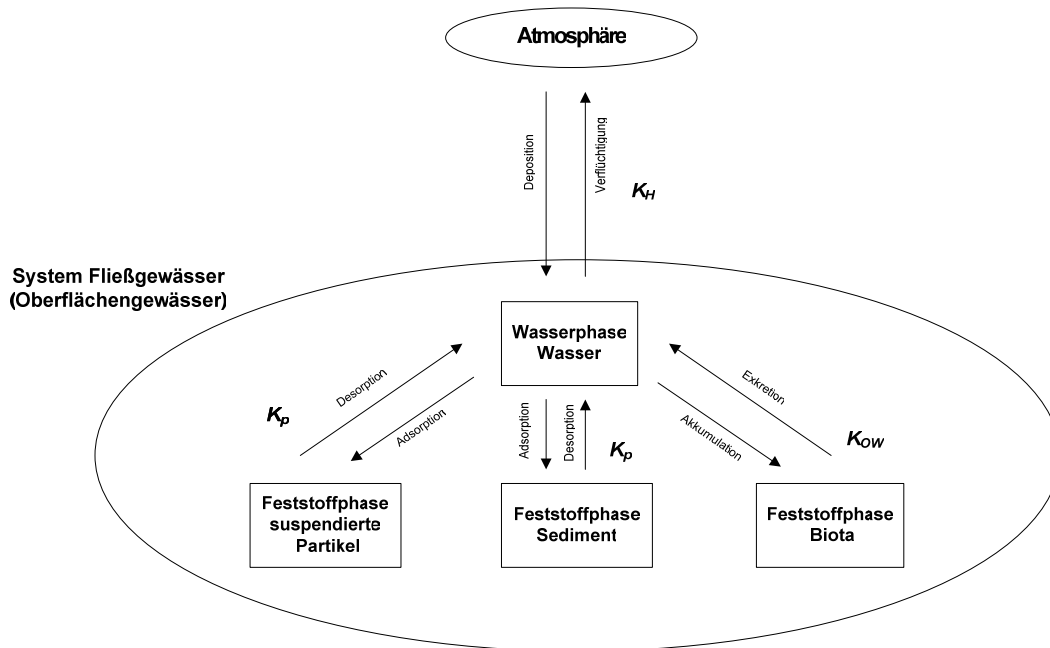 Atmosphäre
Deposition
Verflüchtigung
K_H
System Fließgewässer
(Oberflächengewässer)
Wasserphase
Wasser
Desorption
Adsorption
K_p
Adsorption
Desorption
K_p
Exkretion
Akkumulation
K_OW
Feststoffphase
suspendierte
Partikel
Feststoffphase
Sediment
Feststoffphase
Biota